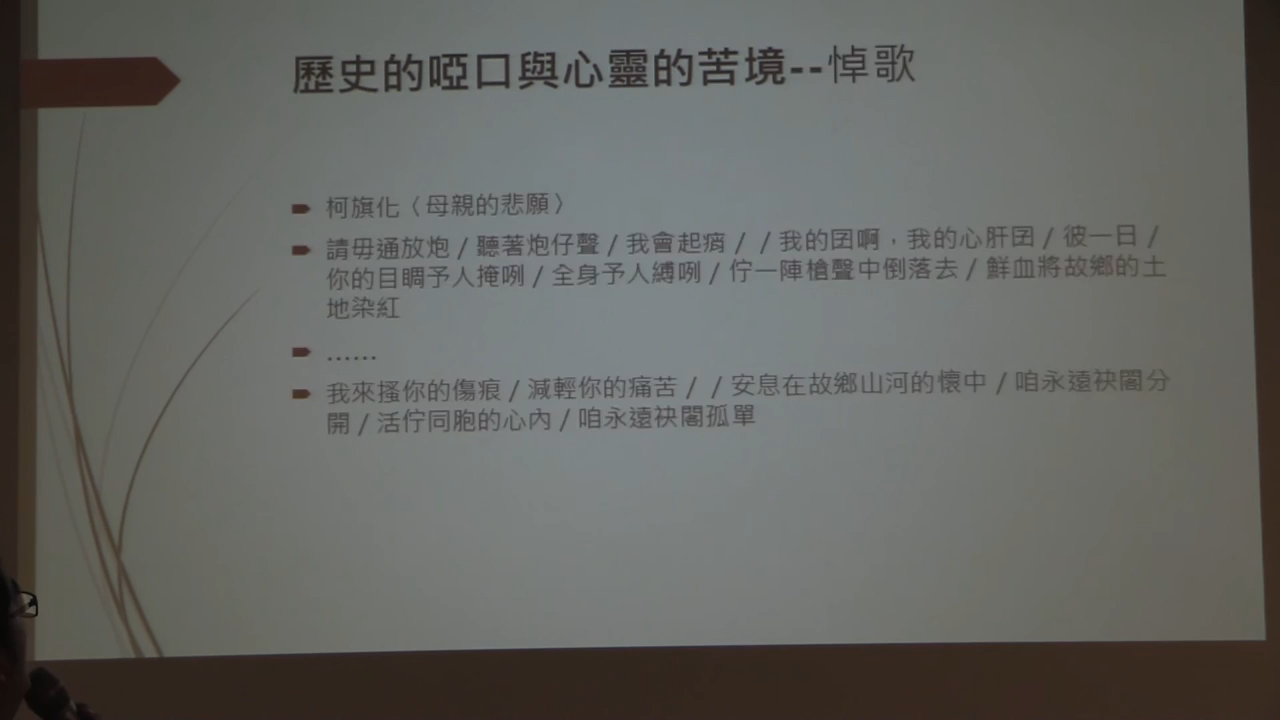 歷史的啞口與心靈的苦境--悼歌
柯旗化〈母親的悲願〉
請毋通放炮/聽著炮仔聲/我會起痟//我的囝啊，我的心肝囝/彼一日/
你的目睭予人掩咧/全身予人縛咧/佇一陣槍聲中倒落去/鮮血將故鄉的土
地染紅
......
我來搔你的傷痕/減輕你的痛苦//安息在故鄉山河的懷中/咱永遠袂閣分
開/活佇同胞的心內/咱永遠袂閣孤單